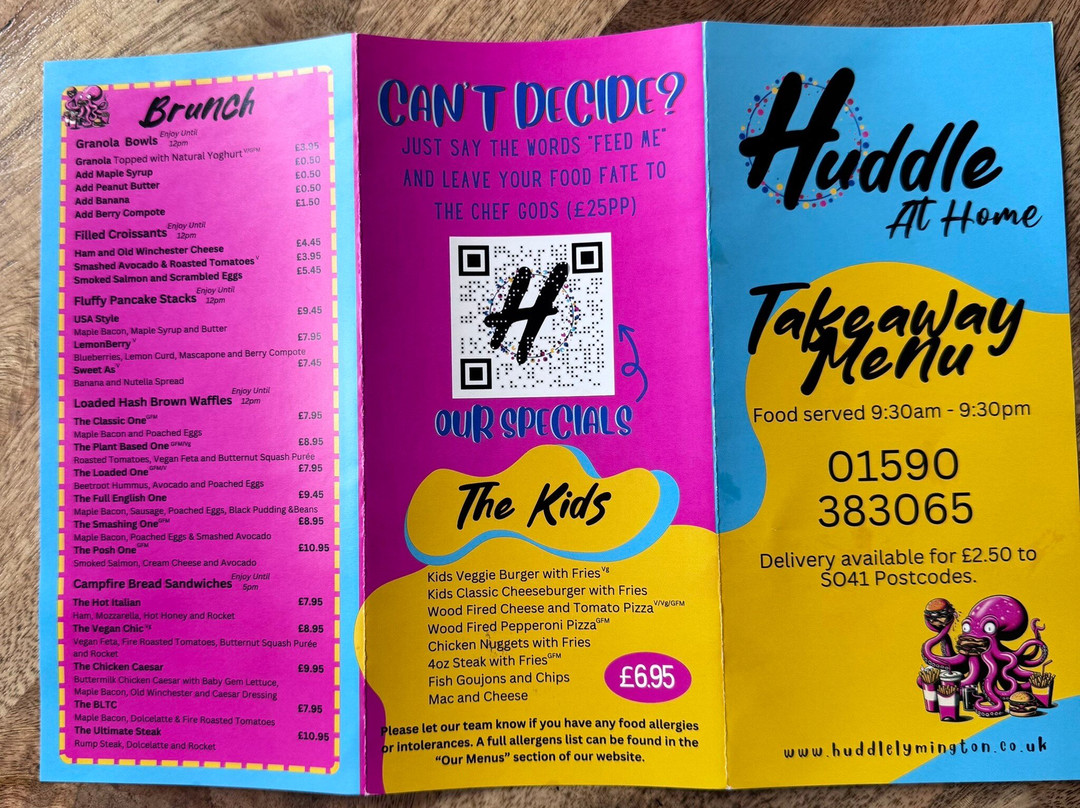 Brunch
Granola Bowls Enjoy Until 12pm
Granola Topped with Natural Yoghurt V/GFM £3.95
Add Maple Syrup £0.50
Add Peanut Butter £0.50
Add Banana £0.50
Add Berry Compote £1.50
Filled Croissants Enjoy Until 12pm
Ham and Old Winchester Cheese £4.45
Smashed Avocado & Roasted Tomatoes V £3.95
Smoked Salmon and Scrambled Eggs £5.45
Fluffy Pancake Stacks Enjoy Until 12pm
USA Style £9.45
Maple Bacon, Maple Syrup and Butter
LemonBerry V £7.95
Blueberries, Lemon Curd, Mascapone and Berry Compote
Sweet As V £7.45
Banana and Nutella Spread
Loaded Hash Brown Waffles Enjoy Until 12pm
The Classic One GFM £7.95
Maple Bacon and Poached Eggs
The Plant Based One GFM/Vg £8.95
Roasted Tomatoes, Vegan Feta and Butternut Squash Purée
The Loaded One GFM/V £7.95
Beetroot Hummus, Avocado and Poached Eggs
The Full English One £9.45
Maple Bacon, Sausage, Poached Eggs, Black Pudding &Beans
The Smashing One GFM £8.95
Maple Bacon, Poached Eggs & Smashed Avocado
The Posh One GFM £10.95
Smoked Salmon, Cream Cheese and Avocado
Campfire Bread Sandwiches Enjoy Until 5pm
The Hot Italian £7.95
Ham, Mozzarella, Hot Honey and Rocket
The Vegan Chic Vg £8.95
Vegan Feta, Fire Roasted Tomatoes, Butternut Squash Purée
and Rocket
The Chicken Caesar £9.95
Buttermilk Chicken Caesar with Baby Gem Lettuce,
Maple Bacon, Old Winchester and Caesar Dressing
The BLTC £7.95
Maple Bacon, Dolcelatte & Fire Roasted Tomatoes
The Ultimate Steak £10.95
Rump Steak, Dolcelatte and Rocket
CAN'T DECIDE?
JUST SAY THE WORDS "FEED ME"
AND LEAVE YOUR FOOD FATE TO
THE CHEF GODS (£25PP)
H
OUR SPECIALS
The Kids
Kids Veggie Burger with Fries Vg
Kids Classic Cheeseburger with Fries
Wood Fired Cheese and Tomato Pizza V/Vg/GFM
Wood Fired Pepperoni Pizza GFM
Chicken Nuggets with Fries
4oz Steak with Fries GFM
Fish Goujons and Chips
Mac and Cheese
£6.95
Please let our team know if you have any food allergies
or intolerances. A full allergens list can be found in the
"Our Menus" section of our website.
Huddle
At Home
Takeaway
Menu
Food served 9:30am - 9:30pm
01590
383065
Delivery available for £2.50 to
SO41 Postcodes.
www.huddlelymington.co.uk